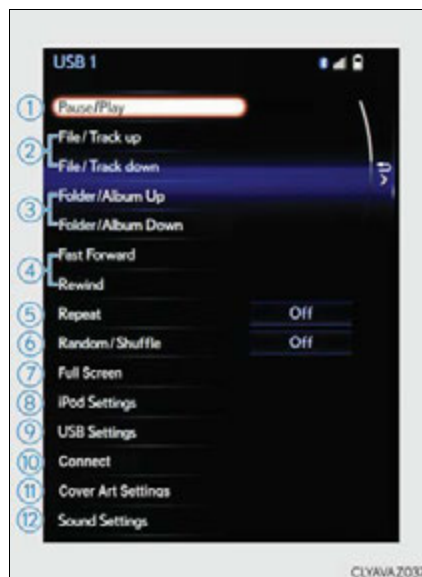 USB 1
① Pause/Play
② File/Track up
File/Track down
③ Folder/Album Up
Folder/Album Down
④ Fast Forward
Rewind
⑤ Repeat Off
⑥ Random/Shuffle Off
⑦ Full Screen
⑧ iPod Settings
⑨ USB Settings
⑩ Connect
⑪ Cover Art Settings
⑫ Sound Settings